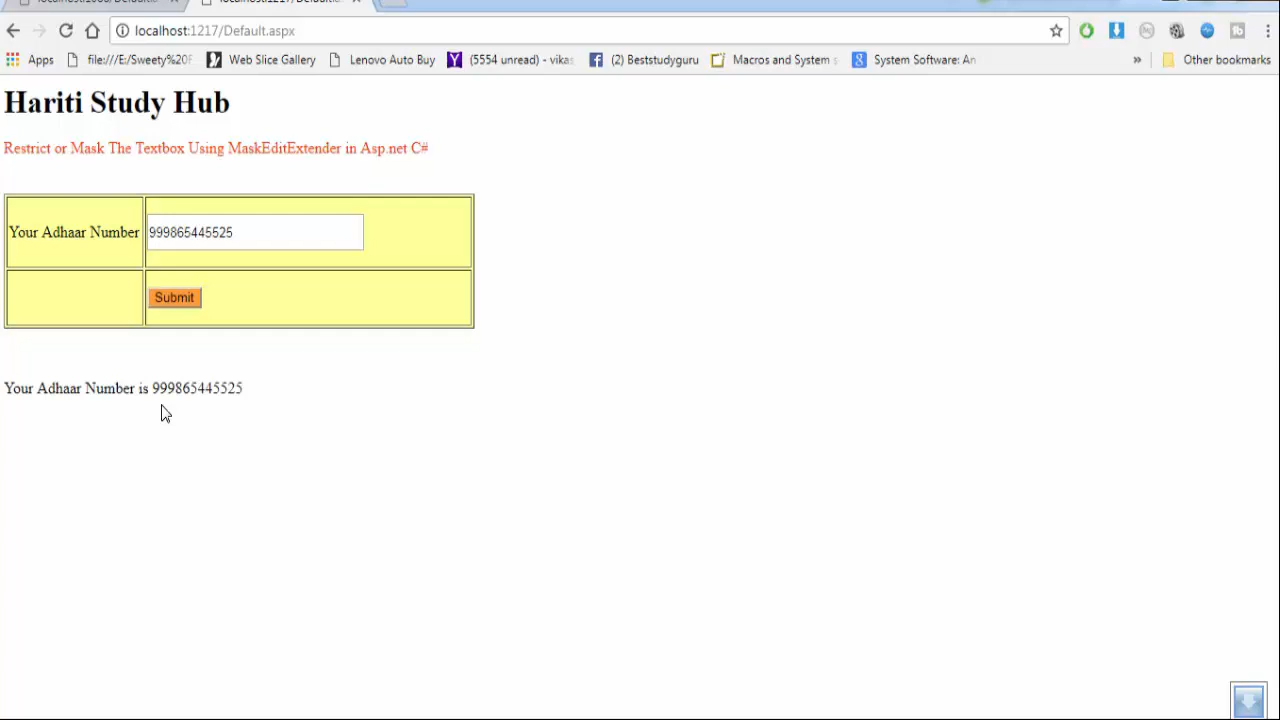 localhost:1217/Default.aspx
Apps file:///E:/Sweety%20F Web Slice Gallery Lenovo Auto Buy (5554 unread) - vikas (2) Beststudyguru Macros and System s System Software: An » Other bookmarks
Hariti Study Hub
Restrict or Mask The Textbox Using MaskEditExtender in Asp.net C#
Your Adhaar Number 999865445525
Submit
Your Adhaar Number is 999865445525